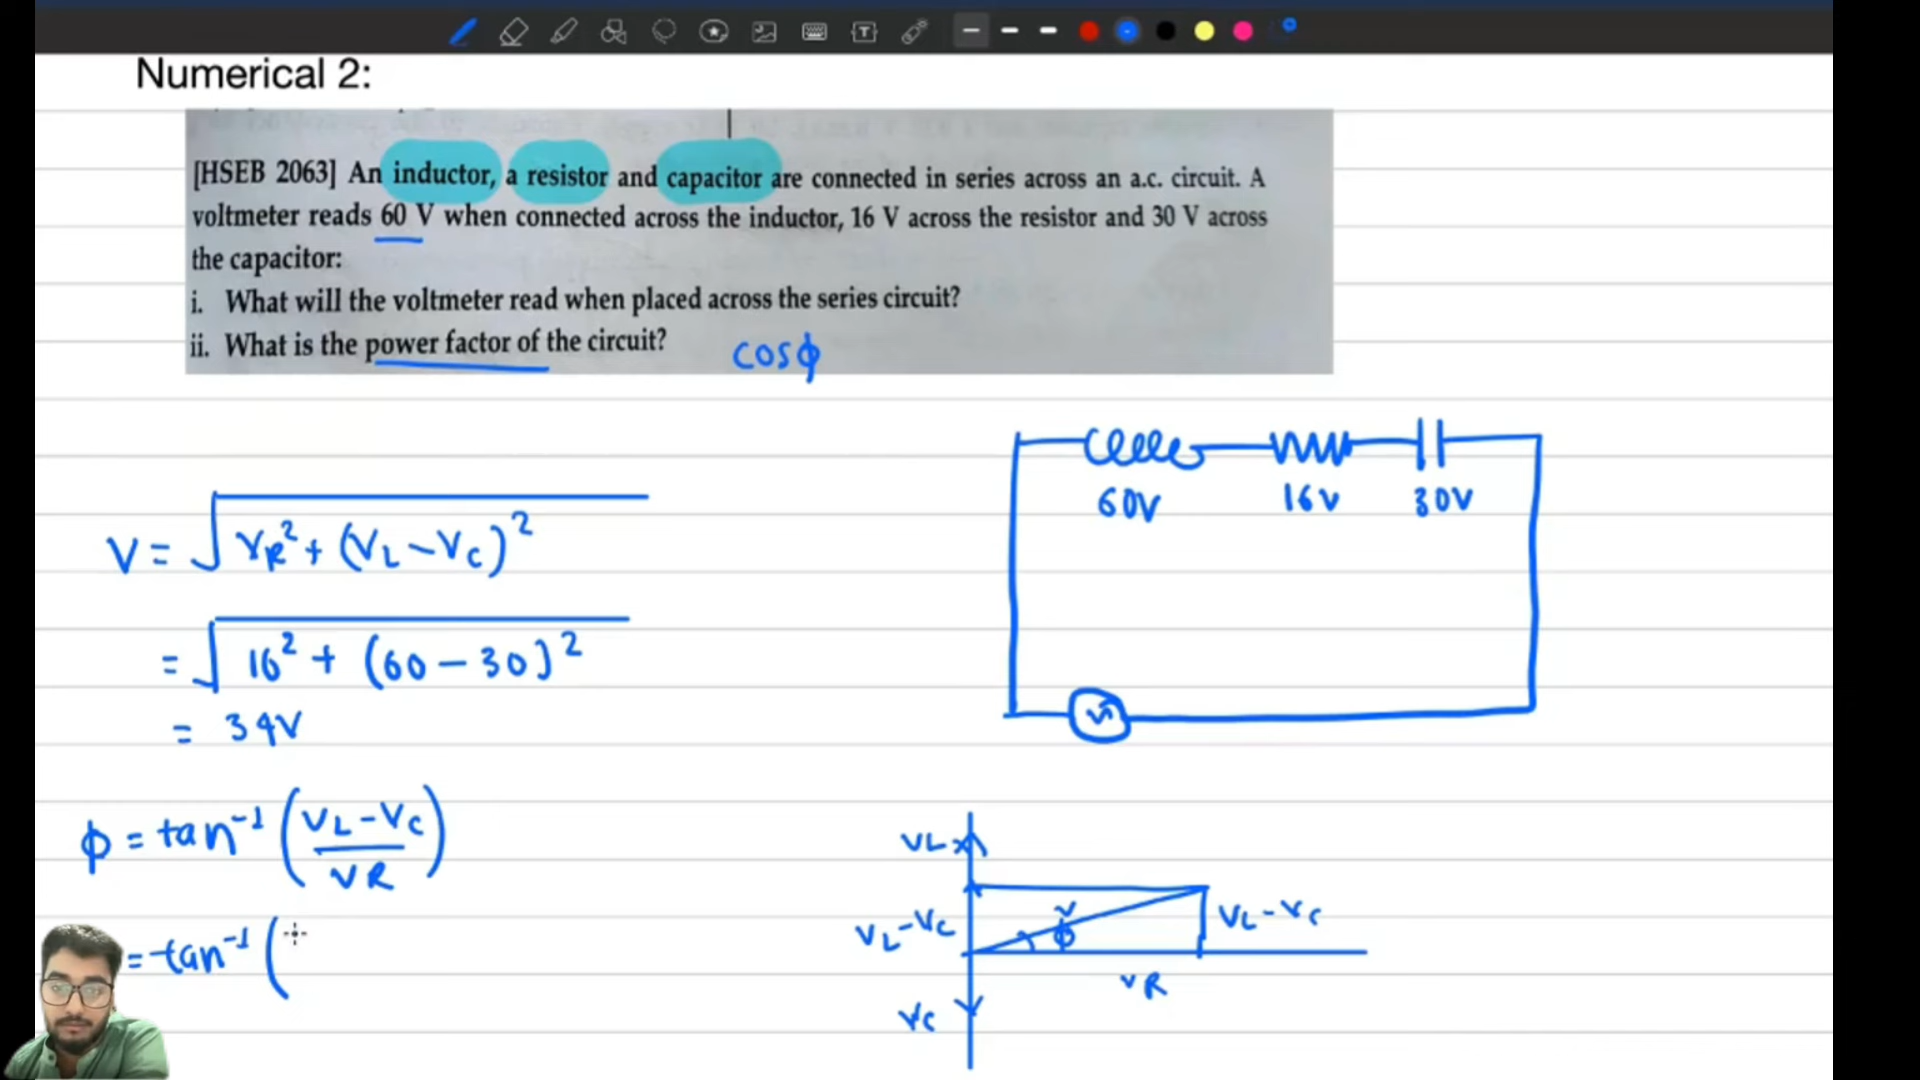 Numerical 2:
[HSEB 2063] An inductor, a resistor and capacitor are connected in series across an a.c. circuit. A
voltmeter reads 60 V when connected across the inductor, 16 V across the resistor and 30 V across
the capacitor:
i. What will the voltmeter read when placed across the series circuit?
ii. What is the power factor of the circuit?
cosϕ
V = √(VR² + (VL - VC)²)
= √(16² + (60 - 30)²)
= 34V
ϕ = tan⁻¹ ((VL - VC)/VR)
= tan⁻¹ (
60V 16V 30V
VL
VL - VC
V
ϕ
VL - VC
VR
VC